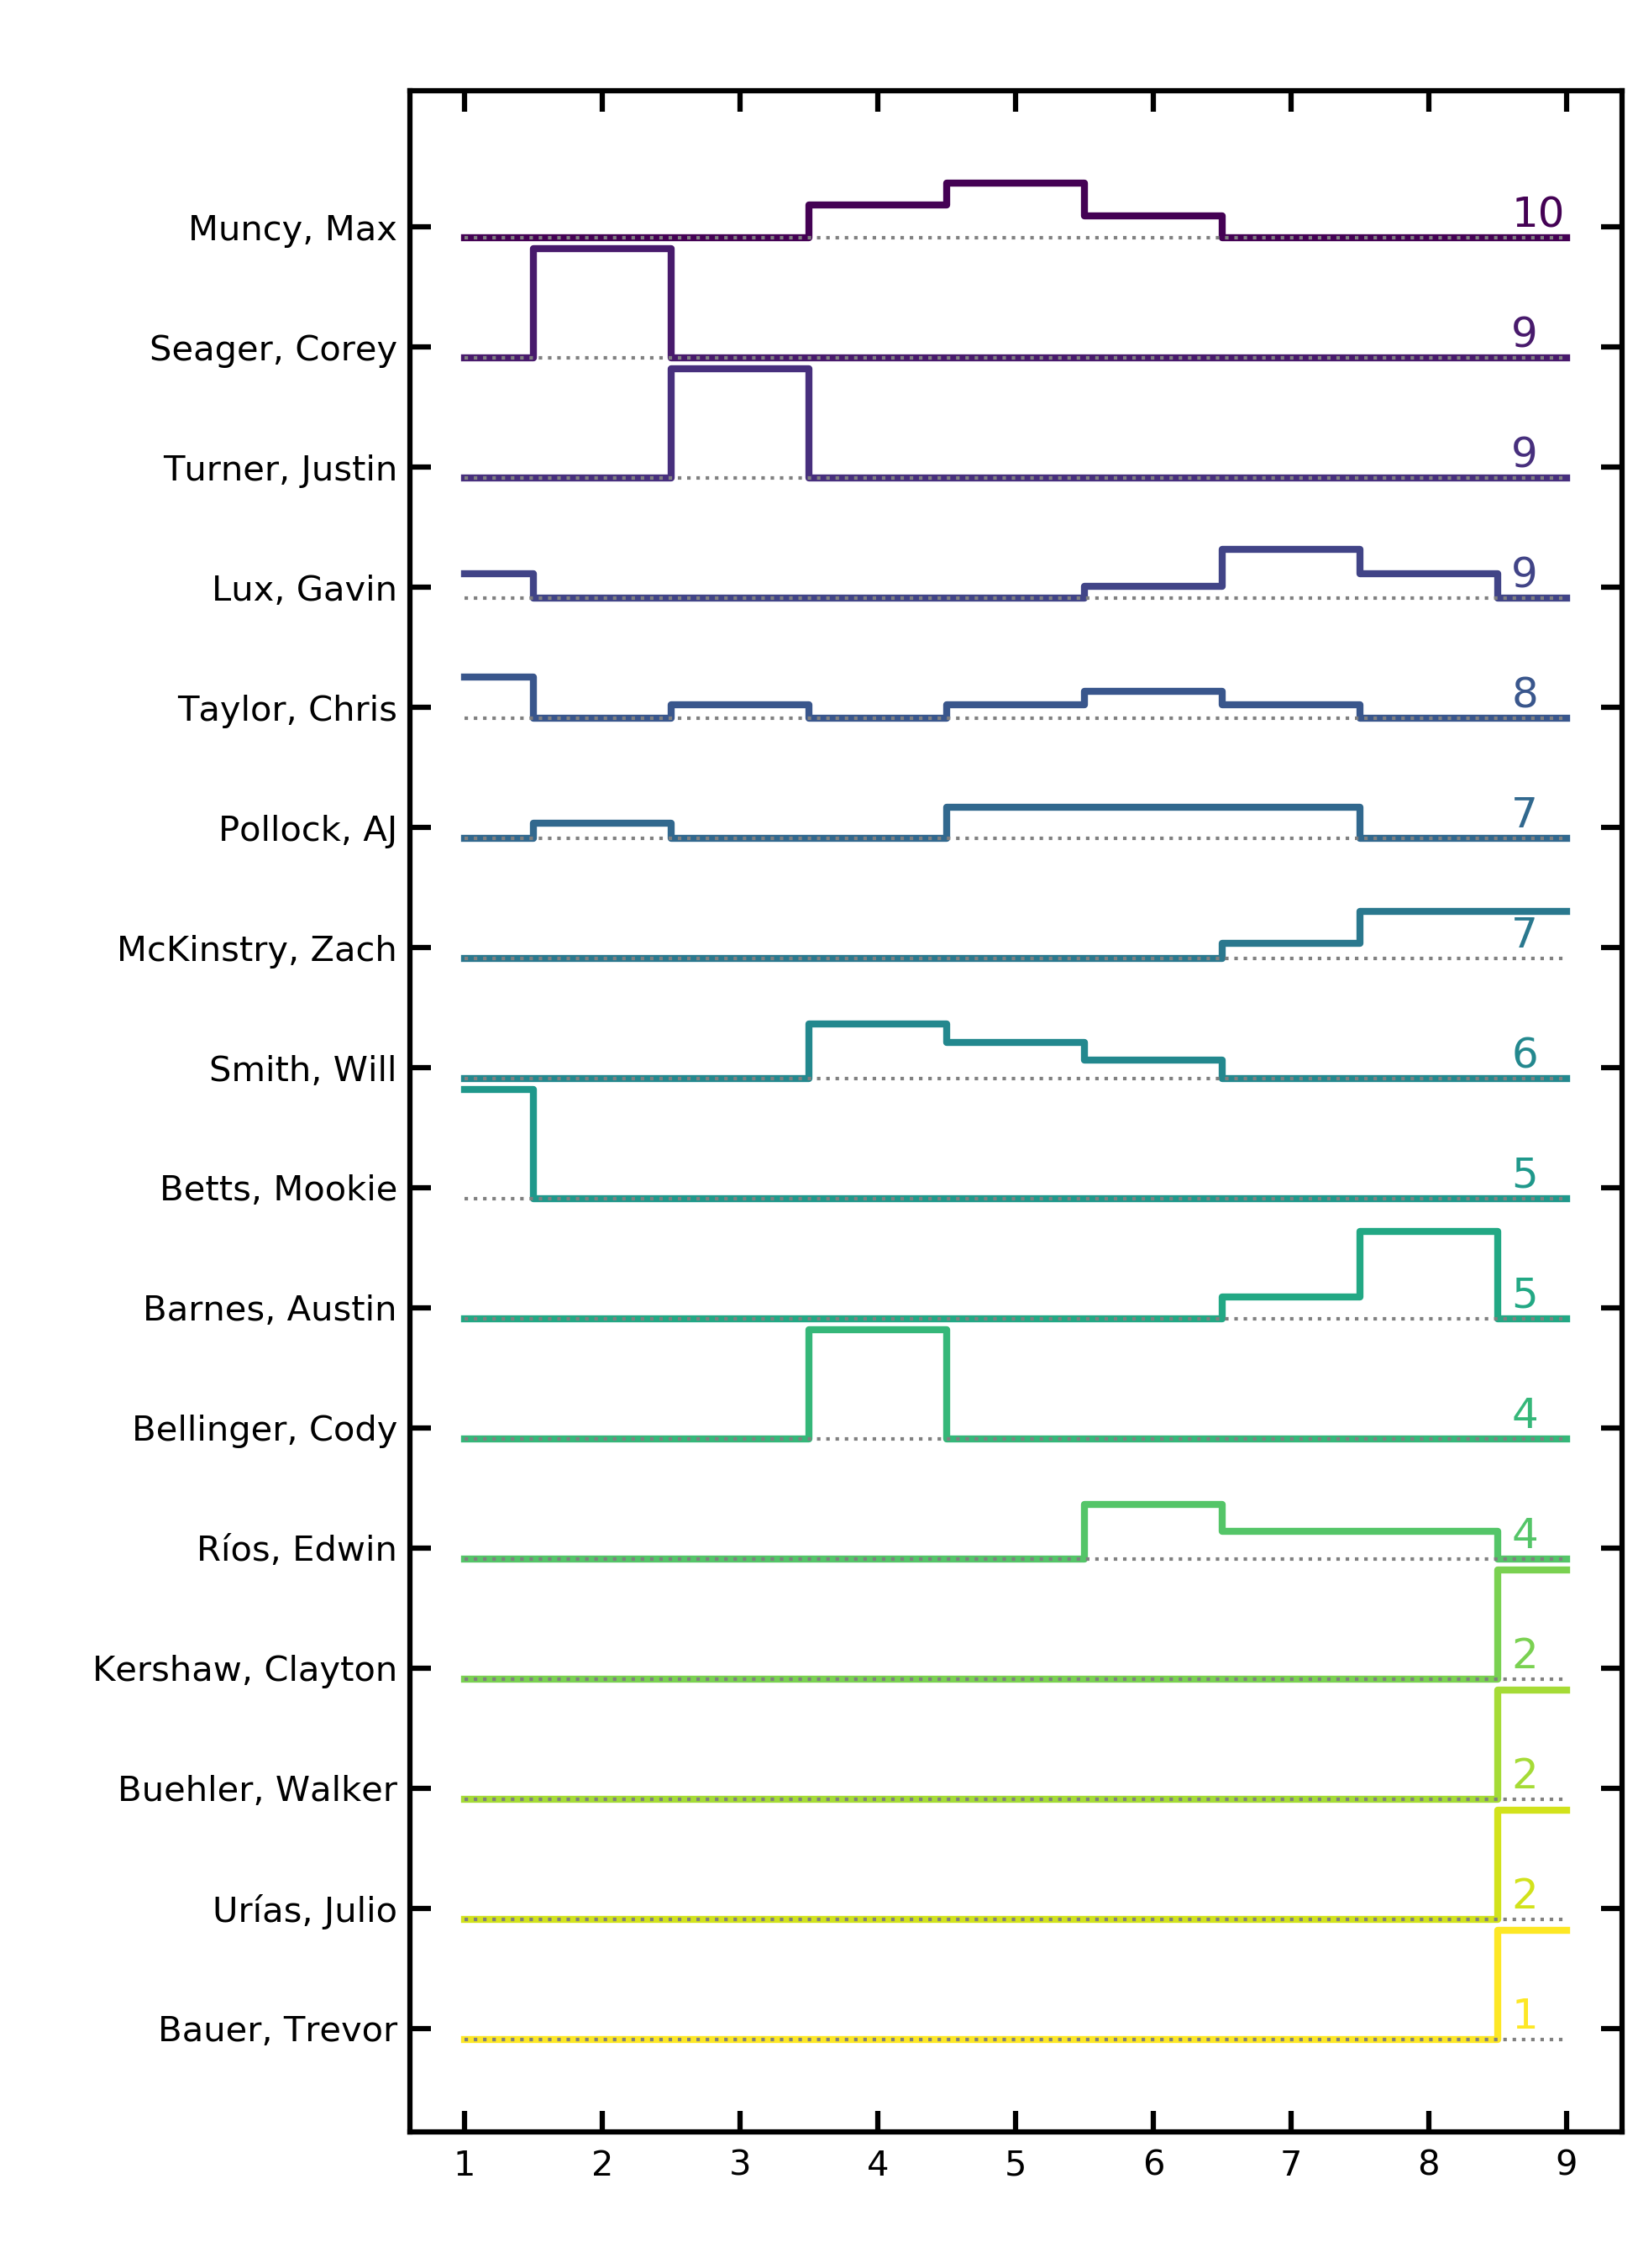 Muncy, Max 10
Seager, Corey 9
Turner, Justin 9
Lux, Gavin 9
Taylor, Chris 8
Pollock, AJ 7
McKinstry, Zach 7
Smith, Will 6
Betts, Mookie 5
Barnes, Austin 5
Bellinger, Cody 4
Ríos, Edwin 4
Kershaw, Clayton 2
Buehler, Walker 2
Urías, Julio 2
Bauer, Trevor 1
1 2 3 4 5 6 7 8 9